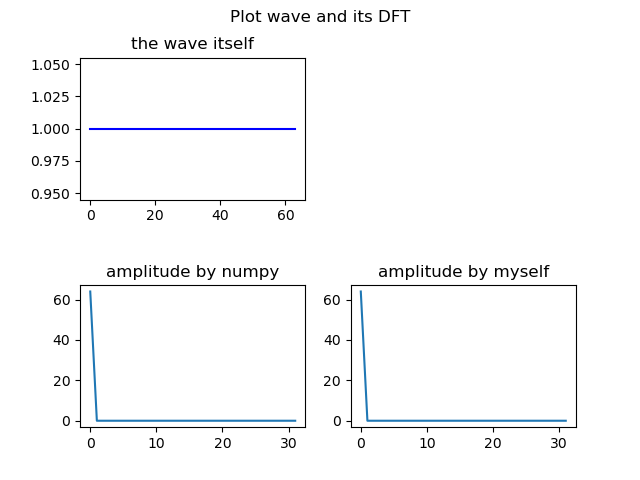 Plot wave and its DFT
the wave itself
1.050
1.025
1.000
0.975
0.950
0 20 40 60
amplitude by numpy
60
40
20
0
0 10 20 30
amplitude by myself
60
40
20
0
0 10 20 30